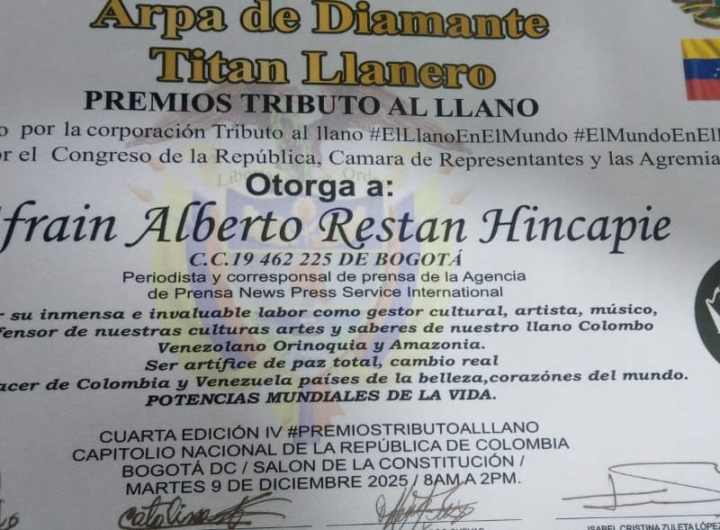 Arpa de Diamante
Titan Llanero
PREMIOS TRIBUTO AL LLANO
por la corporación Tributo al llano #ElLlanoEnElMundo #ElMundoEnEll
el Congreso de la República, Camara de Representantes y las Agremia
Otorga a:
frain Alberto Restan Hincapie
C.C.19 462 225 DE BOGOTÁ
Periodista y corresponsal de prensa de la Agencia
de Prensa News Press Service International
su inmensa e invaluable labor como gestor cultural, artista, músico,
fensor de nuestras culturas artes y saberes de nuestro llano Colombo
Venezolano Orinoquia y Amazonia.
Ser artífice de paz total, cambio real
acer de Colombia y Venezuela países de la belleza,corazónes del mundo.
POTENCIAS MUNDIALES DE LA VIDA.
CUARTA EDICIÓN IV #PREMIOSTRIBUTOALLLANO
CAPITOLIO NACIONAL DE LA REPÚBLICA DE COLOMBIA
BOGOTÁ DC / SALON DE LA CONSTITUCIÓN /
MARTES 9 DE DICIEMBRE 2025 / 8AM A 2PM.
ISABEL CRISTINA ZULETA LÓPE